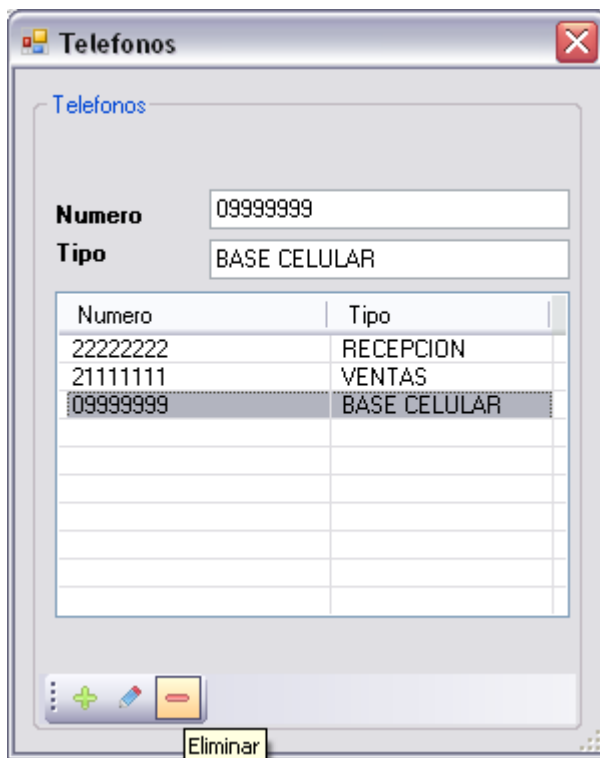 Telefonos
Telefonos
Numero 09999999
Tipo BASE CELULAR
Numero Tipo
22222222 RECEPCION
21111111 VENTAS
09999999 BASE CELULAR
Eliminar